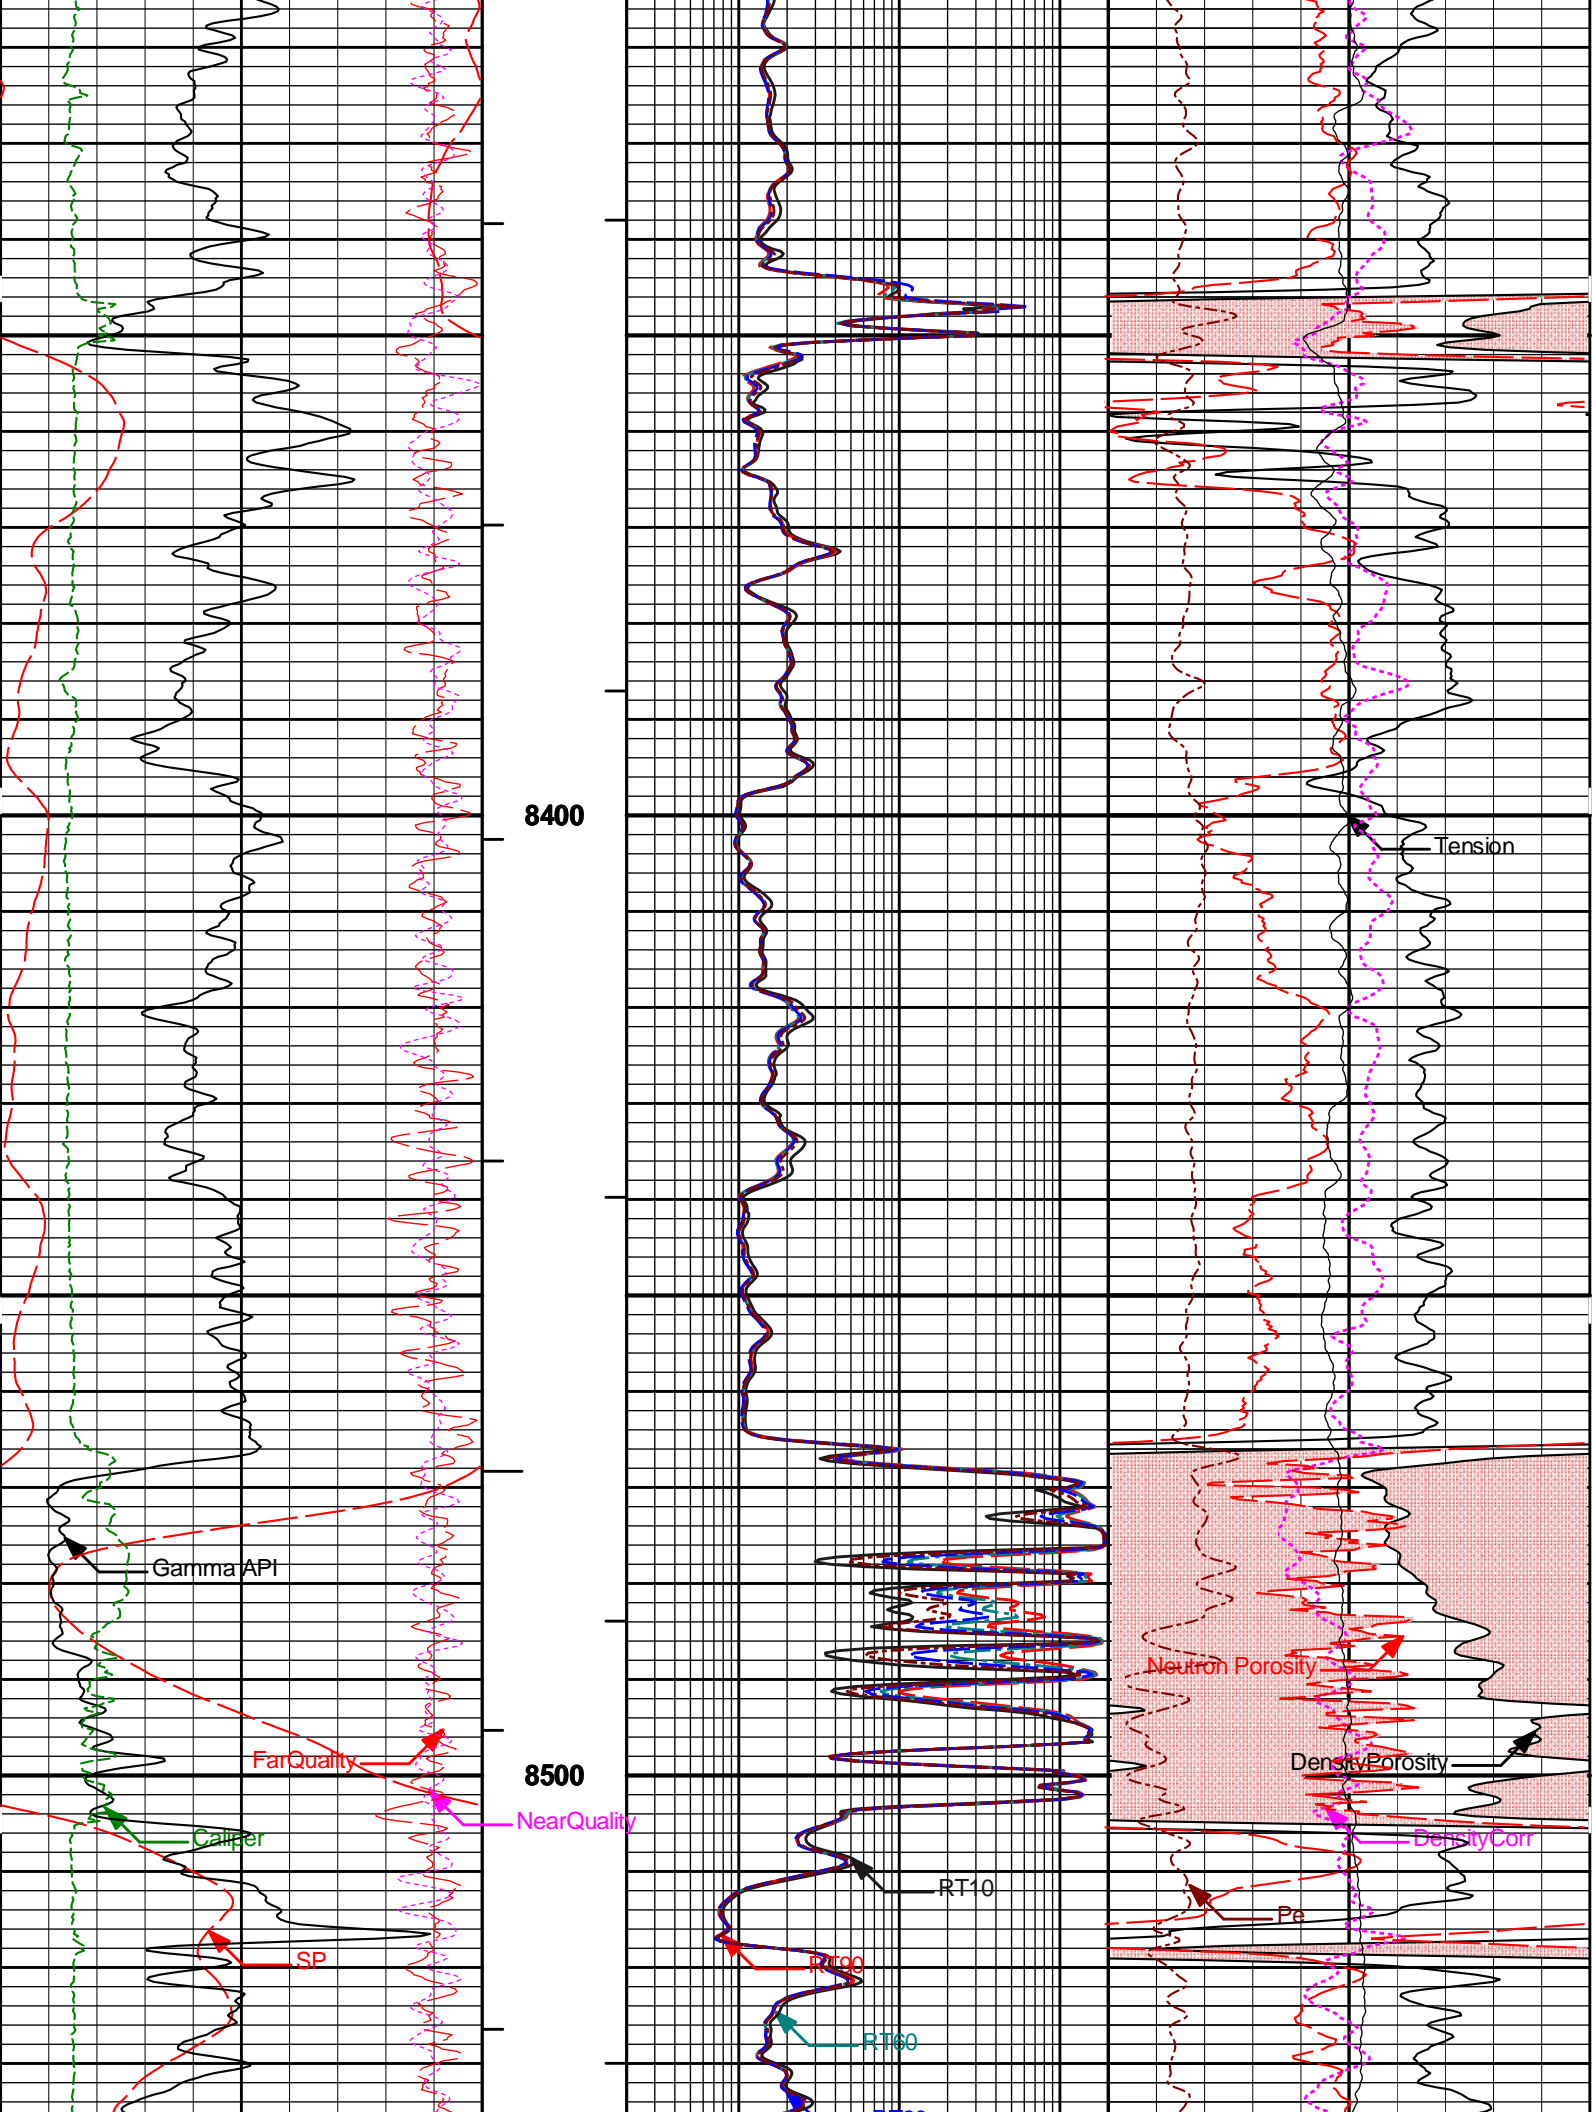 8400
Tension
Gamma API
Neutron Porosity
FarQuality
DensityPorosity
8500
NearQuality
Caliper
DensityCorr
RT10
Pe
SP
RT90
RT60